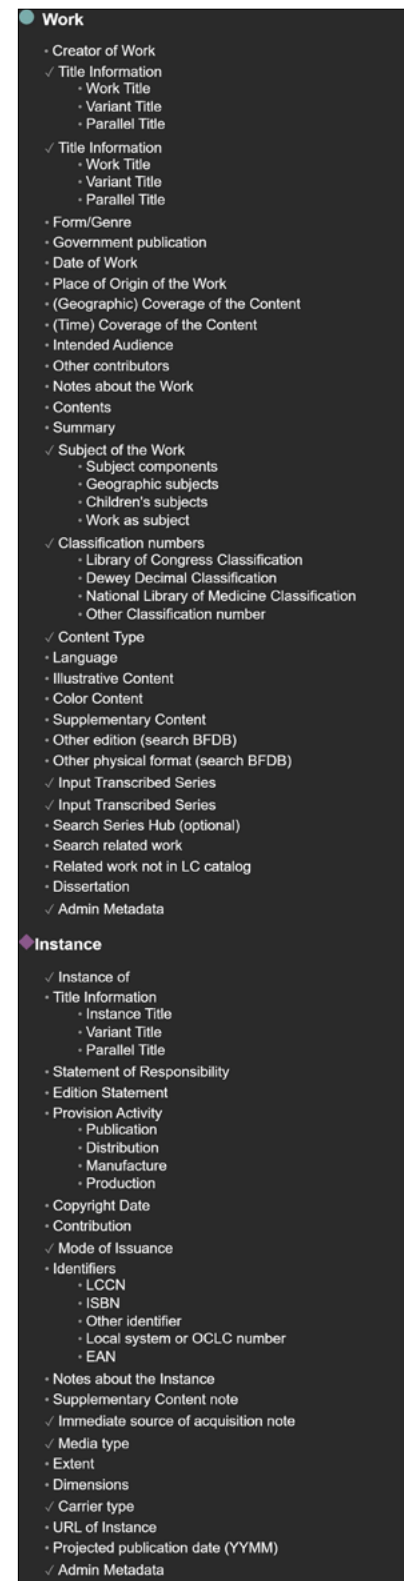 Work
• Creator of Work
✓ Title Information
• Work Title
• Variant Title
• Parallel Title
✓ Title Information
• Work Title
• Variant Title
• Parallel Title
• Form/Genre
• Government publication
• Date of Work
• Place of Origin of the Work
• (Geographic) Coverage of the Content
• (Time) Coverage of the Content
• Intended Audience
• Other contributors
• Notes about the Work
• Contents
• Summary
✓ Subject of the Work
• Subject components
• Geographic subjects
• Children's subjects
• Work as subject
✓ Classification numbers
• Library of Congress Classification
• Dewey Decimal Classification
• National Library of Medicine Classification
• Other Classification number
✓ Content Type
• Language
• Illustrative Content
• Color Content
• Supplementary Content
• Other edition (search BFDB)
• Other physical format (search BFDB)
✓ Input Transcribed Series
✓ Input Transcribed Series
• Search Series Hub (optional)
• Search related work
• Related work not in LC catalog
• Dissertation
✓ Admin Metadata
Instance
✓ Instance of
• Title Information
• Instance Title
• Variant Title
• Parallel Title
• Statement of Responsibility
• Edition Statement
• Provision Activity
• Publication
• Distribution
• Manufacture
• Production
• Copyright Date
• Contribution
✓ Mode of Issuance
• Identifiers
• LCCN
• ISBN
• Other identifier
• Local system or OCLC number
• EAN
• Notes about the Instance
• Supplementary Content note
✓ Immediate source of acquisition note
✓ Media type
• Extent
• Dimensions
✓ Carrier type
• URL of Instance
• Projected publication date (YYMM)
✓ Admin Metadata